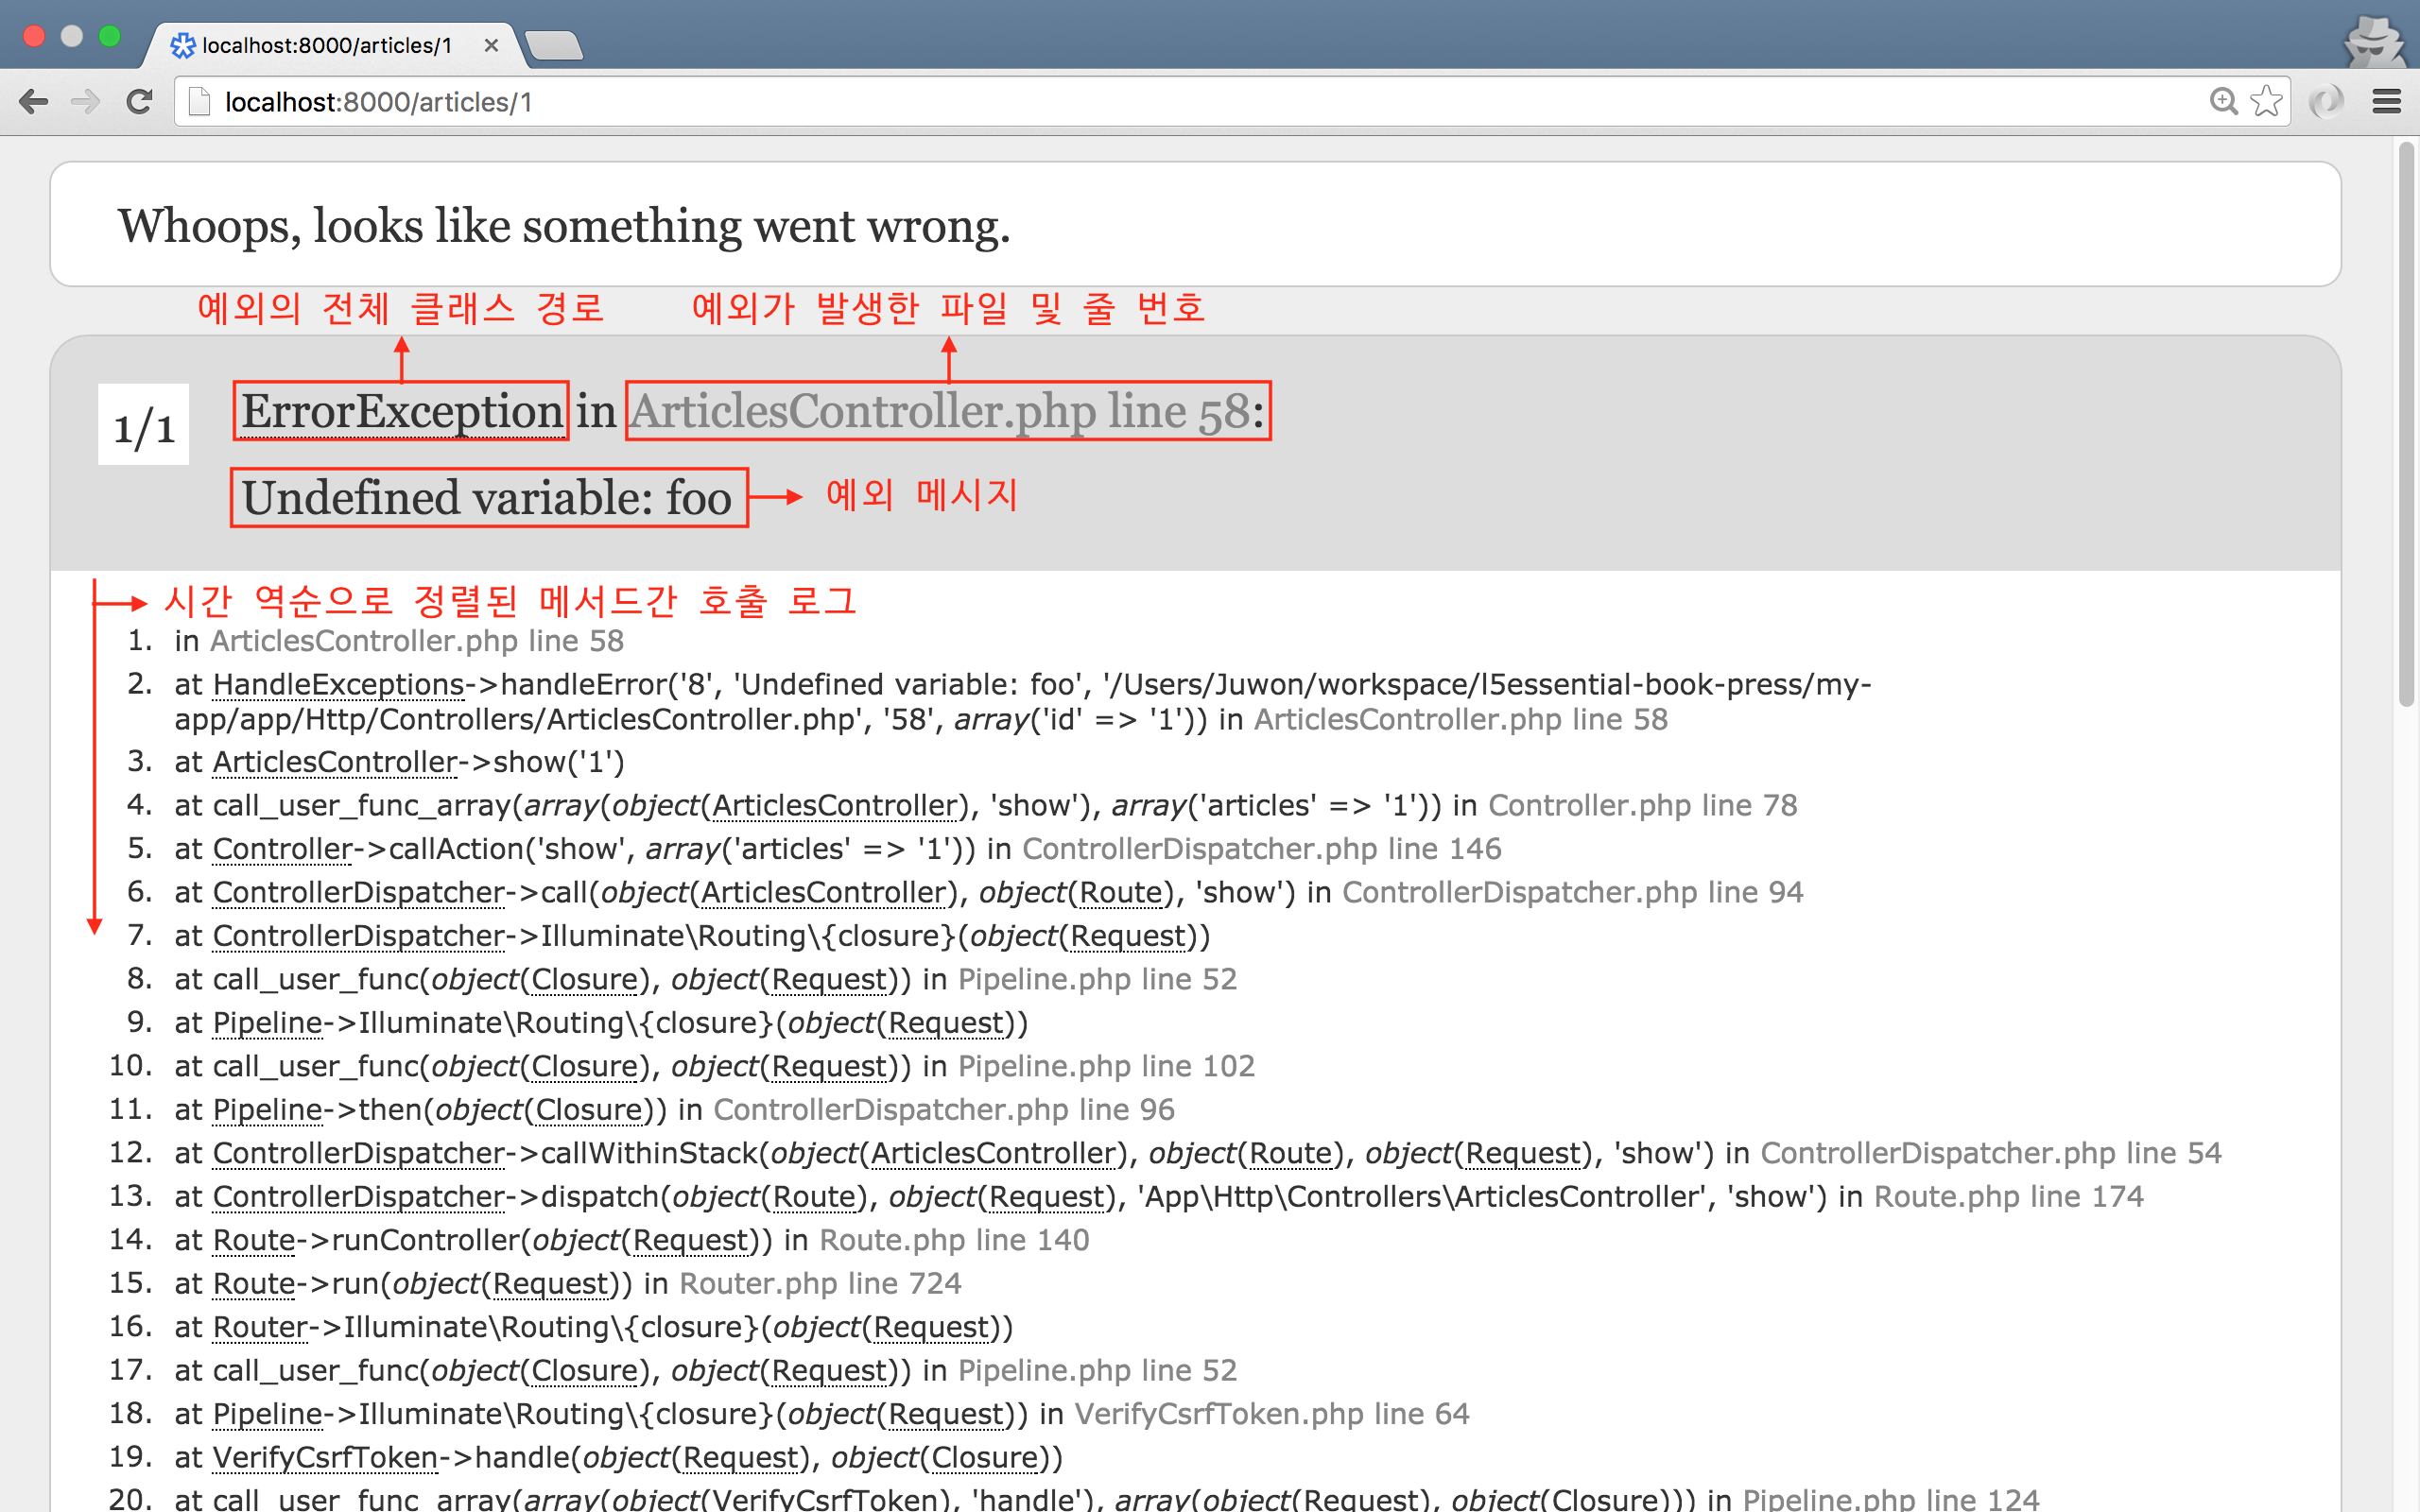 localhost:8000/articles/1
localhost:8000/articles/1
Whoops, looks like something went wrong.
예외의 전체 클래스 경로 예외가 발생한 파일 및 줄 번호
1/1 ErrorException in ArticlesController.php line 58:
Undefined variable: foo 예외 메시지
시간 역순으로 정렬된 메서드간 호출 로그
1. in ArticlesController.php line 58
2. at HandleExceptions->handleError('8', 'Undefined variable: foo', '/Users/Juwon/workspace/l5essential-book-press/my-
app/app/Http/Controllers/ArticlesController.php', '58', array('id' => '1')) in ArticlesController.php line 58
3. at ArticlesController->show('1')
4. at call_user_func_array(array(object(ArticlesController), 'show'), array('articles' => '1')) in Controller.php line 78
5. at Controller->callAction('show', array('articles' => '1')) in ControllerDispatcher.php line 146
6. at ControllerDispatcher->call(object(ArticlesController), object(Route), 'show') in ControllerDispatcher.php line 94
7. at ControllerDispatcher->Illuminate\Routing\{closure}(object(Request))
8. at call_user_func(object(Closure), object(Request)) in Pipeline.php line 52
9. at Pipeline->Illuminate\Routing\{closure}(object(Request))
10. at call_user_func(object(Closure), object(Request)) in Pipeline.php line 102
11. at Pipeline->then(object(Closure)) in ControllerDispatcher.php line 96
12. at ControllerDispatcher->callWithinStack(object(ArticlesController), object(Route), object(Request), 'show') in ControllerDispatcher.php line 54
13. at ControllerDispatcher->dispatch(object(Route), object(Request), 'App\Http\Controllers\ArticlesController', 'show') in Route.php line 174
14. at Route->runController(object(Request)) in Route.php line 140
15. at Route->run(object(Request)) in Router.php line 724
16. at Router->Illuminate\Routing\{closure}(object(Request))
17. at call_user_func(object(Closure), object(Request)) in Pipeline.php line 52
18. at Pipeline->Illuminate\Routing\{closure}(object(Request)) in VerifyCsrfToken.php line 64
19. at VerifyCsrfToken->handle(object(Request), object(Closure))
20. at call_user_func_array(array(object(VerifyCsrfToken), 'handle'), array(object(Request), object(Closure))) in Pipeline.php line 124